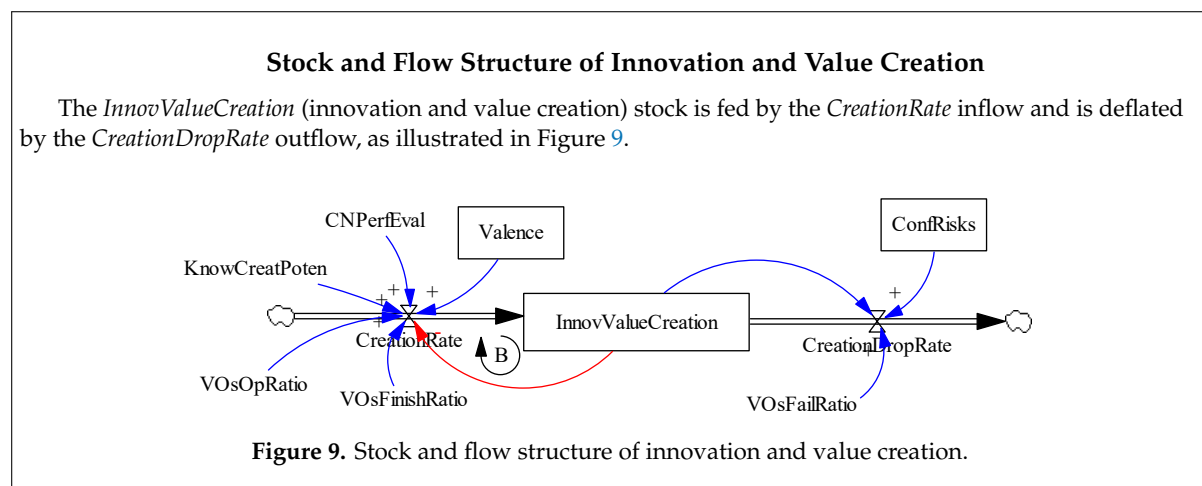 Stock and Flow Structure of Innovation and Value Creation
The InnovValueCreation (innovation and value creation) stock is fed by the CreationRate inflow and is deflated
by the CreationDropRate outflow, as illustrated in Figure 9.
CNPerfEval
Valence
ConfRisks
KnowCreatPoten
+
+
+
+
+
InnovValueCreation
CreationRate
-
B
CreationDropRate
+
VOsOpRatio
VOsFinishRatio
VOsFailRatio
Figure 9. Stock and flow structure of innovation and value creation.